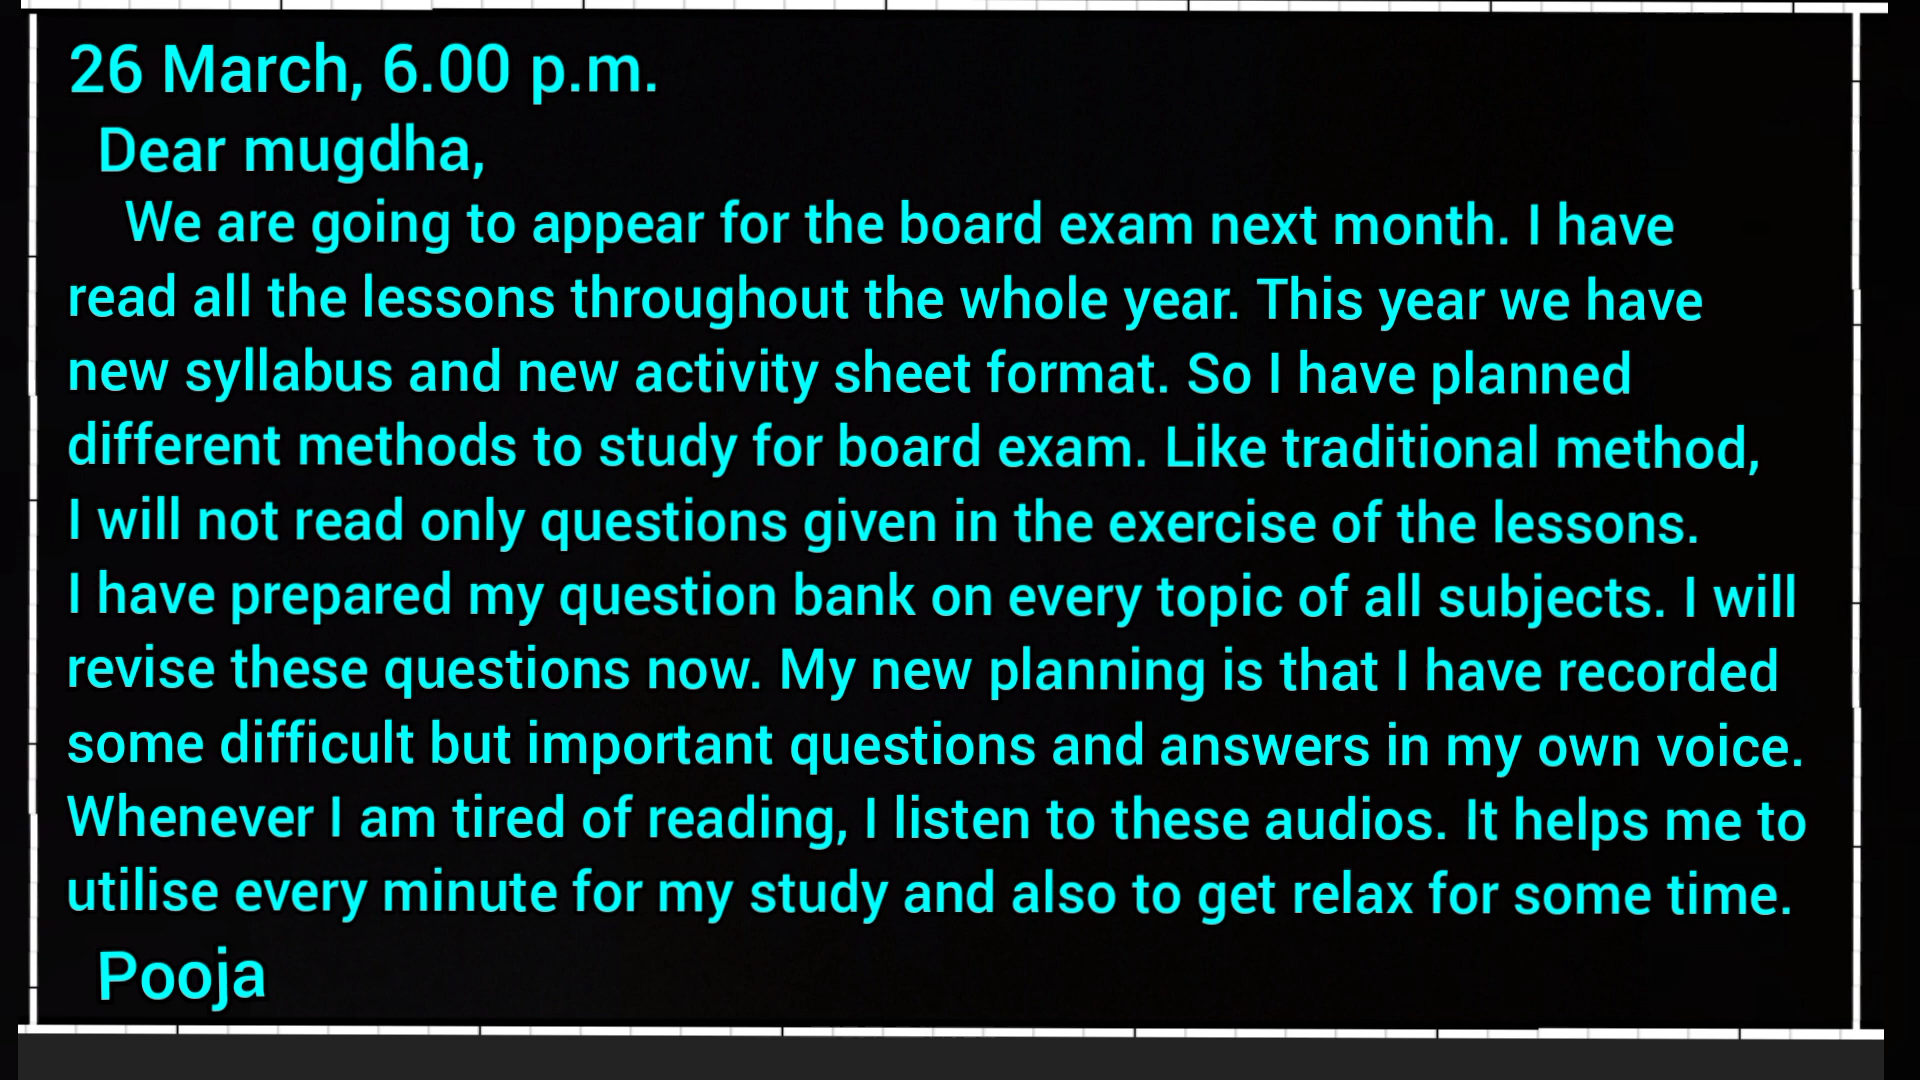 26 March, 6.00 p.m.
Dear mugdha,
We are going to appear for the board exam next month. I have
read all the lessons throughout the whole year. This year we have
new syllabus and new activity sheet format. So I have planned
different methods to study for board exam. Like traditional method,
I will not read only questions given in the exercise of the lessons.
I have prepared my question bank on every topic of all subjects. I will
revise these questions now. My new planning is that I have recorded
some difficult but important questions and answers in my own voice.
Whenever I am tired of reading, I listen to these audios. It helps me to
utilise every minute for my study and also to get relax for some time.
Pooja